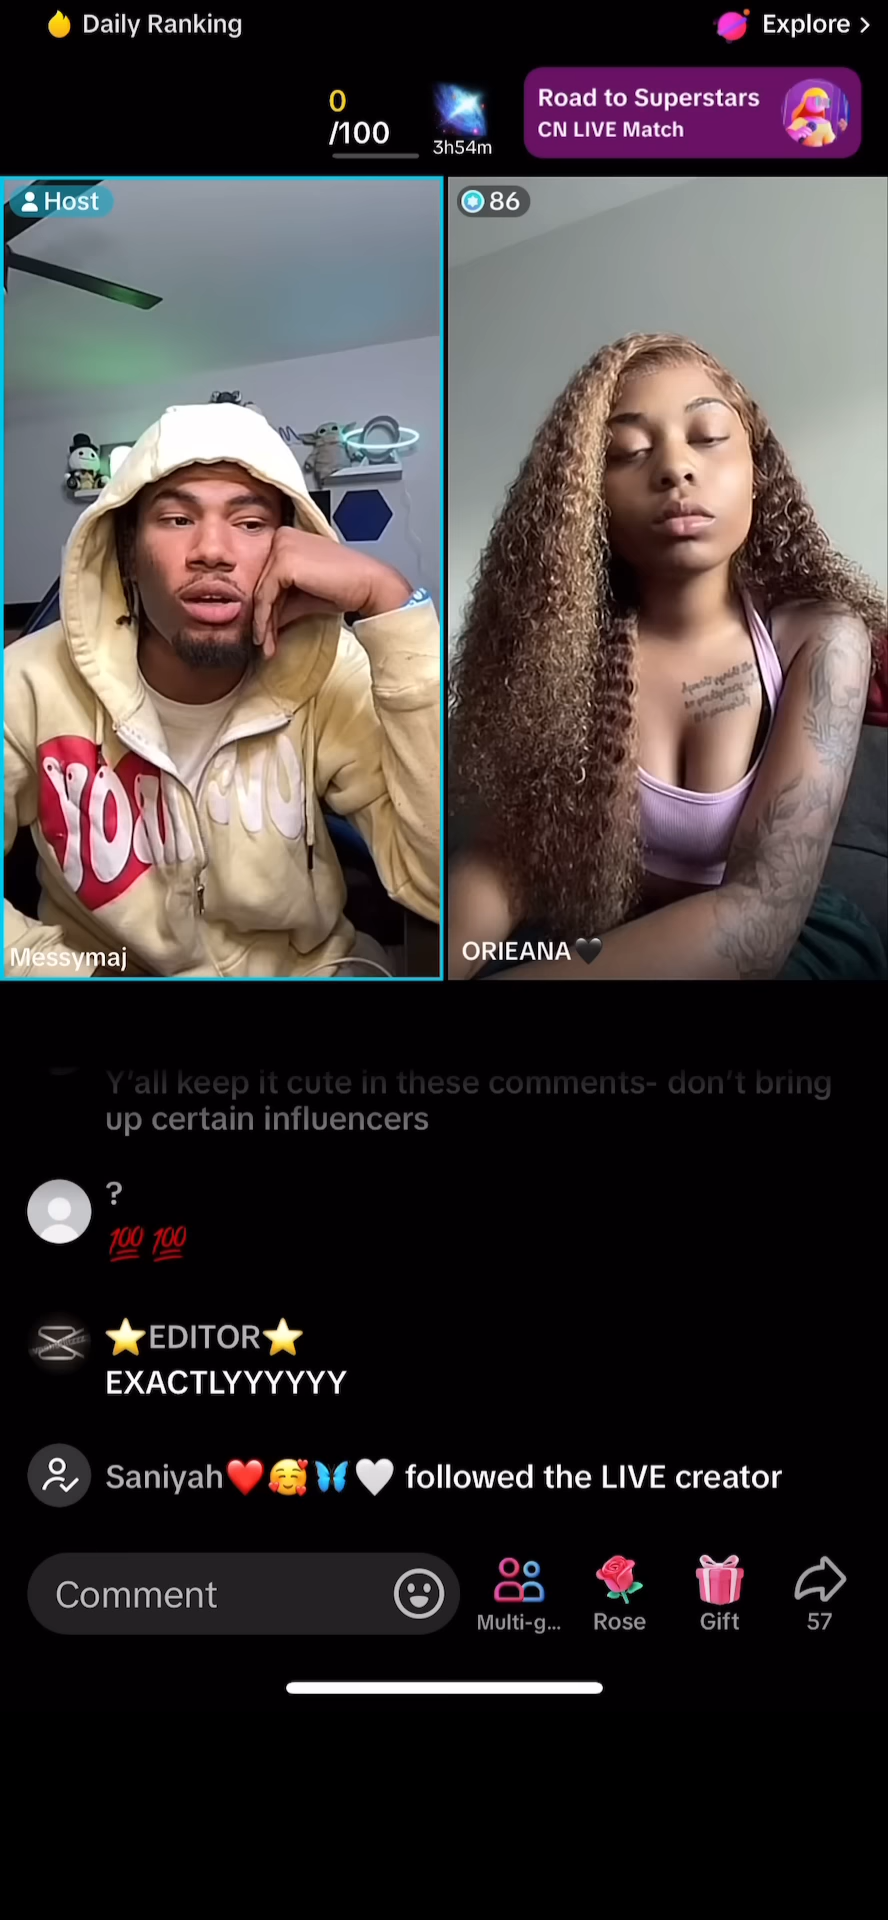 Daily Ranking
Explore >
0
/100
3h54m
Road to Superstars
CN LIVE Match
Host
86
YOU
Messymaj
ORIEANA🖤
Y'all keep it cute in these comments- don't bring
up certain influencers
?
💯 💯
⭐EDITOR⭐
EXACTLYYYYYY
Saniyah❤️🥰🦋🤍 followed the LIVE creator
Comment
Multi-g...
Rose
Gift
57